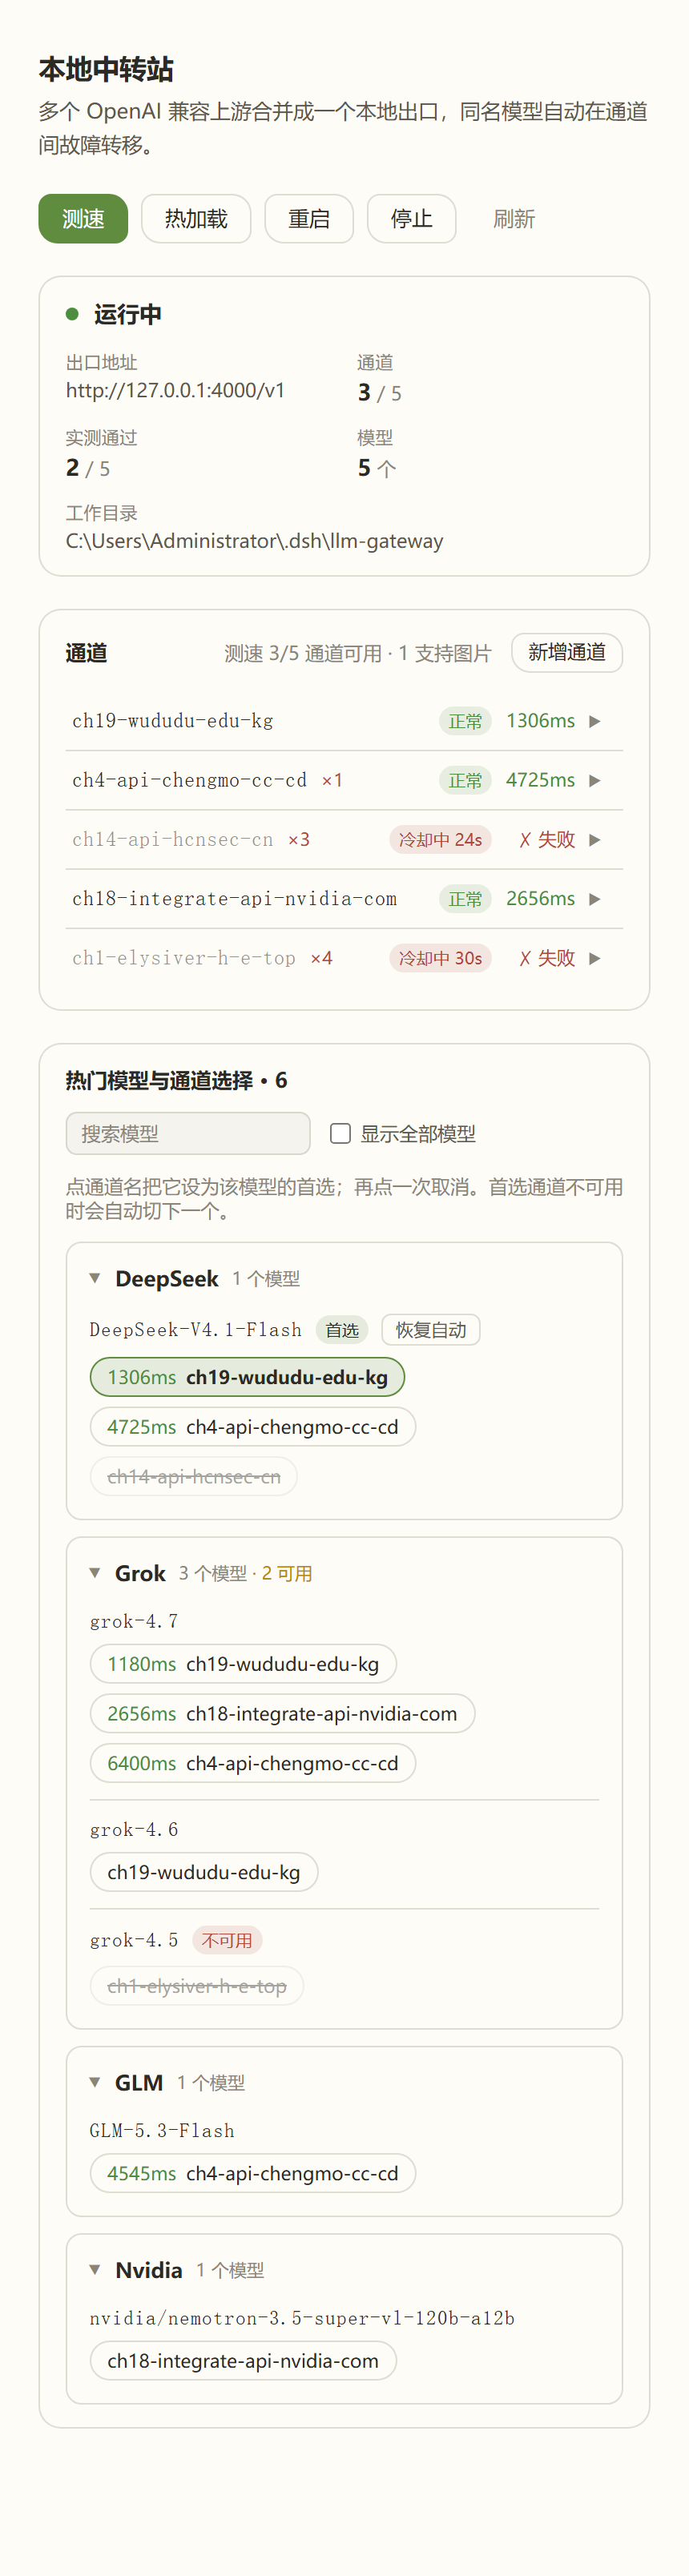 本地中转站
多个 OpenAI 兼容上游合并成一个本地出口，同名模型自动在通道
间故障转移。
测速 热加载 重启 停止 刷新
运行中
出口地址 通道
http://127.0.0.1:4000/v1 3 / 5
实测通过 模型
2 / 5 5 个
工作目录
C:\Users\Administrator\.dsh\llm-gateway
通道 测速 3/5 通道可用 · 1 支持图片 新增通道
ch19-wududu-edu-kg 正常 1306ms ▶
ch4-api-chengmo-cc-cd ×1 正常 4725ms ▶
ch14-api-hcnsec-cn ×3 冷却中 24s ✗ 失败 ▶
ch18-integrate-api-nvidia-com 正常 2656ms ▶
ch1-elysiver-h-e-top ×4 冷却中 30s ✗ 失败 ▶
热门模型与通道选择 • 6
搜索模型 显示全部模型
点通道名把它设为该模型的首选；再点一次取消。首选通道不可用
时会自动切下一个。
▼ DeepSeek 1 个模型
DeepSeek-V4.1-Flash 首选 恢复自动
1306ms ch19-wududu-edu-kg
4725ms ch4-api-chengmo-cc-cd
ch14-api-hcnsec-cn
▼ Grok 3 个模型 · 2 可用
grok-4.7
1180ms ch19-wududu-edu-kg
2656ms ch18-integrate-api-nvidia-com
6400ms ch4-api-chengmo-cc-cd
grok-4.6
ch19-wududu-edu-kg
grok-4.5 不可用
ch1-elysiver-h-e-top
▼ GLM 1 个模型
GLM-5.3-Flash
4545ms ch4-api-chengmo-cc-cd
▼ Nvidia 1 个模型
nvidia/nemotron-3.5-super-vl-120b-a12b
ch18-integrate-api-nvidia-com